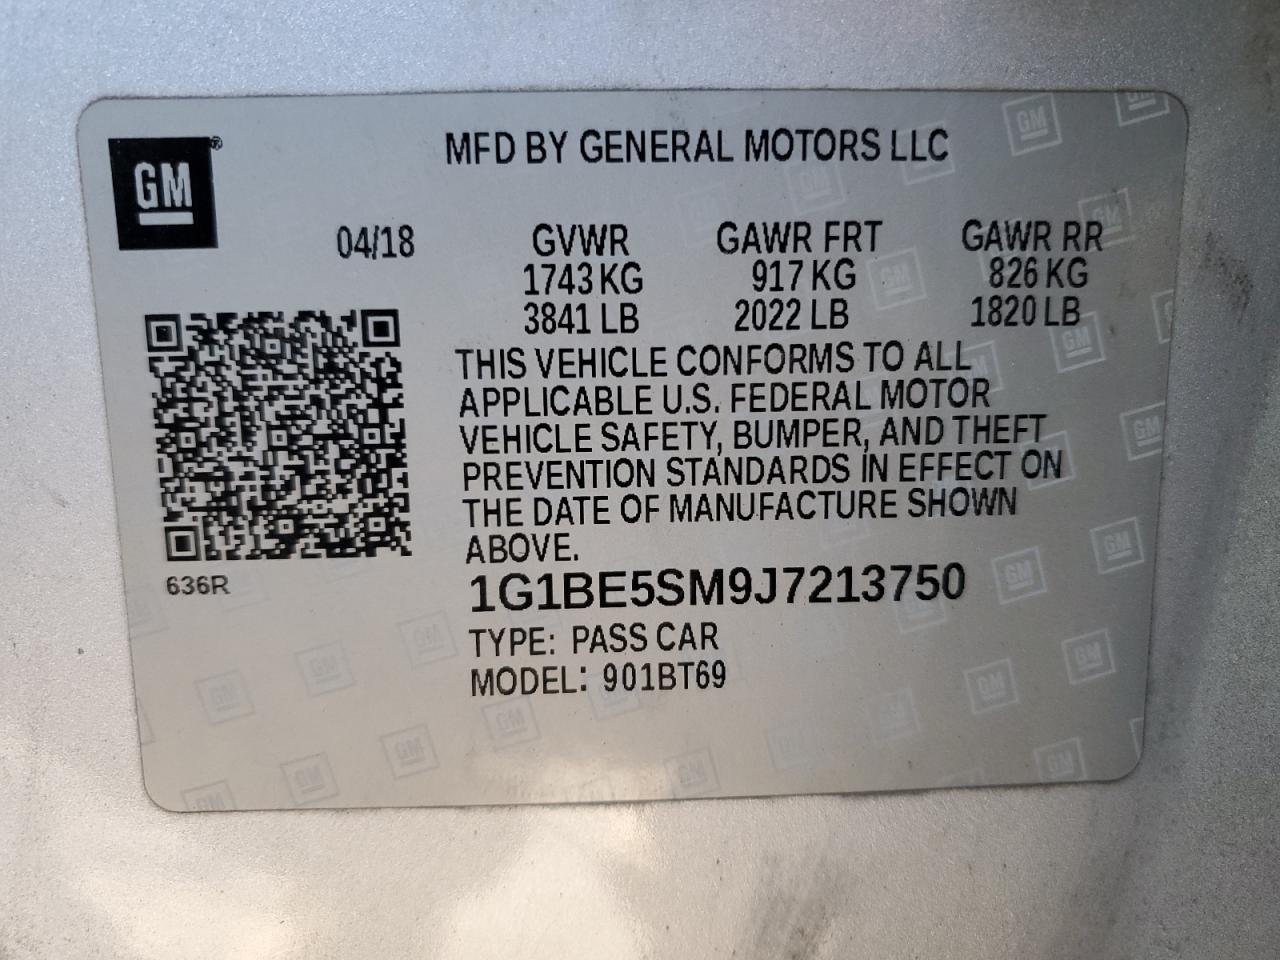 GM®
MFD BY GENERAL MOTORS LLC
04/18 GVWR GAWR FRT GAWR RR
1743 KG 917 KG 826 KG
3841 LB 2022 LB 1820 LB
THIS VEHICLE CONFORMS TO ALL
APPLICABLE U.S. FEDERAL MOTOR
VEHICLE SAFETY, BUMPER, AND THEFT
PREVENTION STANDARDS IN EFFECT ON
THE DATE OF MANUFACTURE SHOWN
ABOVE.
636R
1G1BE5SM9J7213750
TYPE: PASS CAR
MODEL: 901BT69